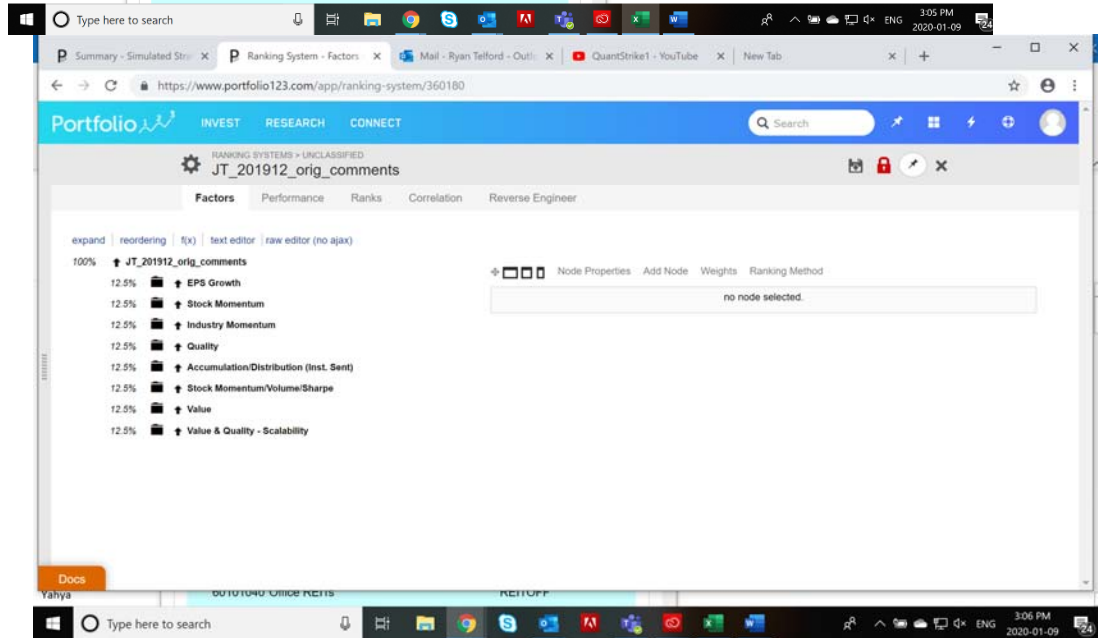 Type here to search ENG 3:05 PM 2020-01-09 24
Summary - Simulated Stra Ranking System - Factors Mail - Ryan Telford - Outlo QuantStrike1 - YouTube New Tab
https://www.portfolio123.com/app/ranking-system/360180
Portfolio INVEST RESEARCH CONNECT Search
RANKING SYSTEMS > UNCLASSIFIED
JT_201912_orig_comments
Factors Performance Ranks Correlation Reverse Engineer
expand reordering f(x) text editor raw editor (no ajax)
100% JT_201912_orig_comments
Node Properties Add Node Weights Ranking Method
no node selected.
12.5% EPS Growth
12.5% Stock Momentum
12.5% Industry Momentum
12.5% Quality
12.5% Accumulation/Distribution (Inst. Sent)
12.5% Stock Momentum/Volume/Sharpe
12.5% Value
12.5% Value & Quality - Scalability
Docs
Yahya 60101040 Office REITs REITOFF
Type here to search ENG 3:06 PM 2020-01-09 24